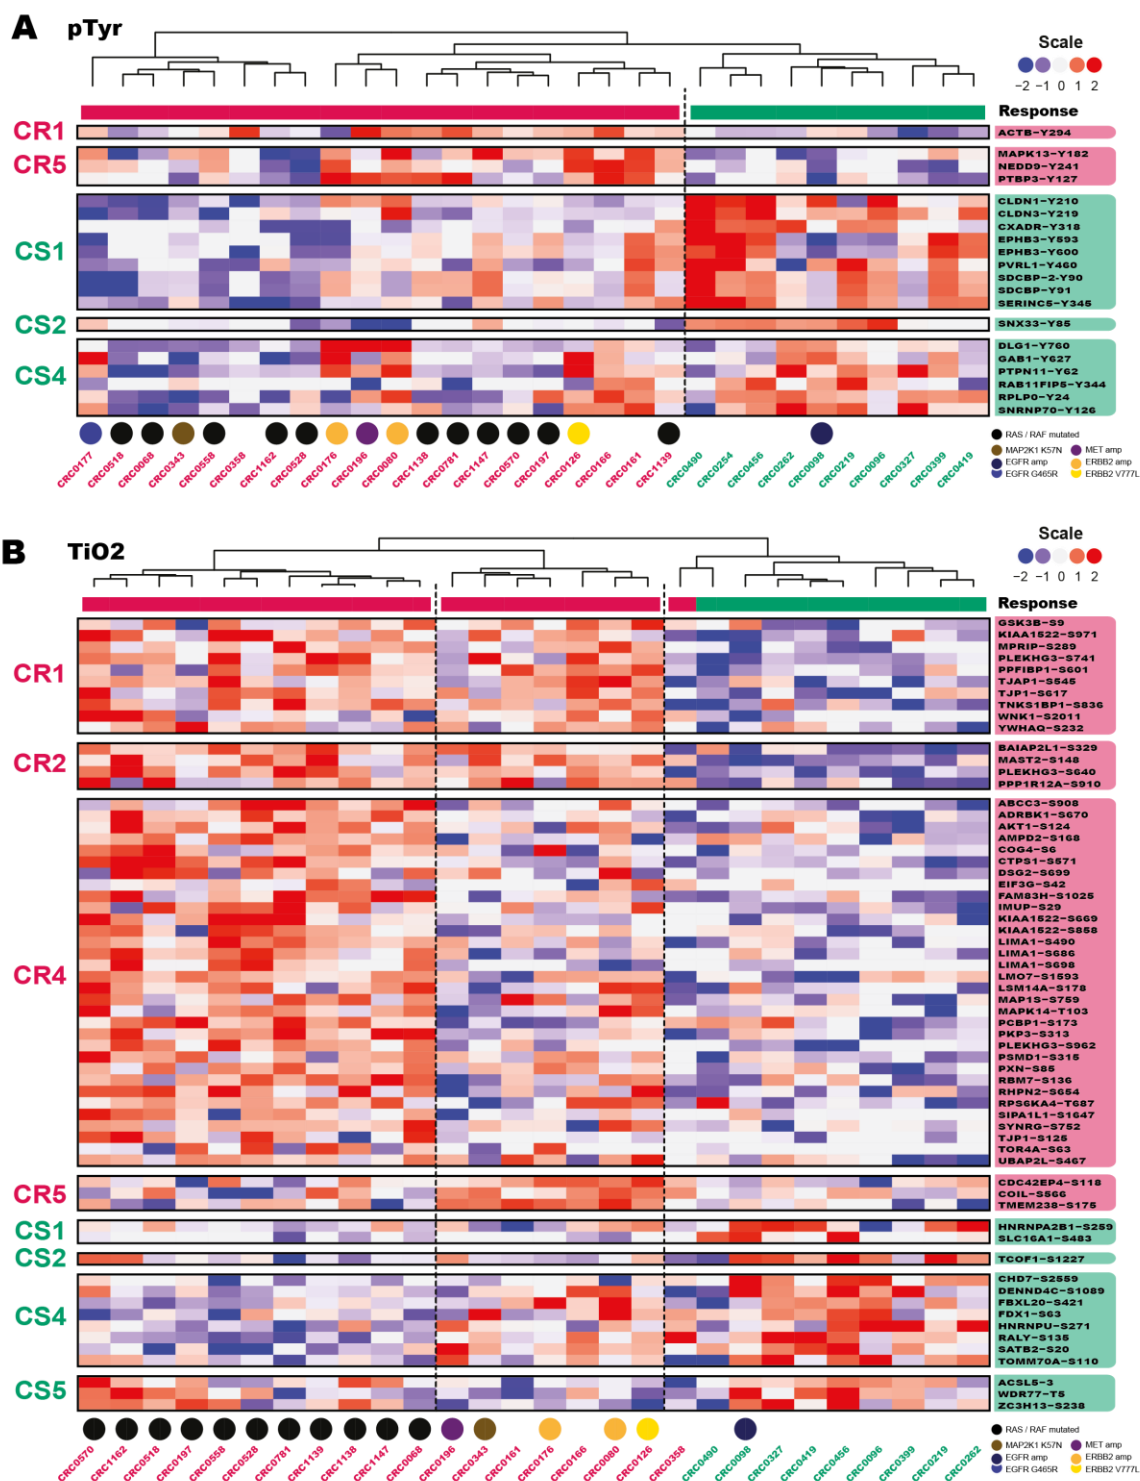 A pTyr
Scale
−2 −1 0 1 2
Response
CR1
ACTB−Y294
CR5
MAPK13−Y182
NEDD9−Y241
PTBP3−Y127
CS1
CLDN1−Y210
CLDN3−Y219
CXADR−Y318
EPHB3−Y593
EPHB3−Y600
PVRL1−Y460
SDCBP−2−Y90
SDCBP−Y91
SERINC5−Y345
CS2
SNX33−Y85
CS4
DLG1−Y760
GAB1−Y627
PTPN11−Y62
RAB11FIP5−Y344
RPLP0−Y24
SNRNP70−Y126
CRC0177 CRC0518 CRC0068 CRC0343 CRC0558 CRC0358 CRC1162 CRC0528 CRC0176 CRC0196 CRC0080 CRC1138 CRC0781 CRC1147 CRC0570 CRC0197 CRC0126 CRC0166 CRC0161 CRC1139 CRC0490 CRC0254 CRC0456 CRC0262 CRC0098 CRC0219 CRC0096 CRC0327 CRC0399 CRC0419
RAS / RAF mutated
MAP2K1 K57N MET amp
EGFR amp ERBB2 amp
EGFR G465R ERBB2 V777L
B TiO2
Scale
−2 −1 0 1 2
Response
CR1
GSK3B−S9
KIAA1522−S971
MPRIP−S289
PLEKHG3−S741
PPFIBP1−S601
TJAP1−S545
TJP1−S617
TNKS1BP1−S836
WNK1−S2011
YWHAQ−S232
CR2
BAIAP2L1−S329
MAST2−S148
PLEKHG3−S640
PPP1R12A−S910
CR4
ABCC3−S908
ADRBK1−S670
AKT1−S124
AMPD2−S168
COG4−S6
CTPS1−S571
DSG2−S699
EIF3G−S42
FAM83H−S1025
IMUP−S29
KIAA1522−S669
KIAA1522−S858
LIMA1−S490
LIMA1−S686
LIMA1−S698
LMO7−S1593
LSM14A−S178
MAP1S−S759
MAPK14−T103
PCBP1−S173
PKP3−S313
PLEKHG3−S962
PSMD1−S315
PXN−S85
RBM7−S136
RHPN2−S654
RPS6KA4−T687
SIPA1L1−S1647
SYNRG−S752
TJP1−S125
TOR4A−S63
UBAP2L−S467
CR5
CDC42EP4−S118
COIL−S566
TMEM238−S175
CS1
HNRNPA2B1−S259
SLC16A1−S483
CS2
TCOF1−S1227
CS4
CHD7−S2559
DENND4C−S1089
FBXL20−S421
FDX1−S63
HNRNPU−S271
RALY−S135
SATB2−S20
TOMM70A−S110
CS5
ACSL5−3
WDR77−T5
ZC3H13−S238
CRC0570 CRC1162 CRC0518 CRC0197 CRC0558 CRC0528 CRC0781 CRC1139 CRC1138 CRC1147 CRC0068 CRC0196 CRC0343 CRC0161 CRC0176 CRC0166 CRC0080 CRC0126 CRC0358 CRC0490 CRC0098 CRC0327 CRC0419 CRC0456 CRC0096 CRC0399 CRC0219 CRC0262
RAS / RAF mutated
MAP2K1 K57N MET amp
EGFR amp ERBB2 amp
EGFR G465R ERBB2 V777L